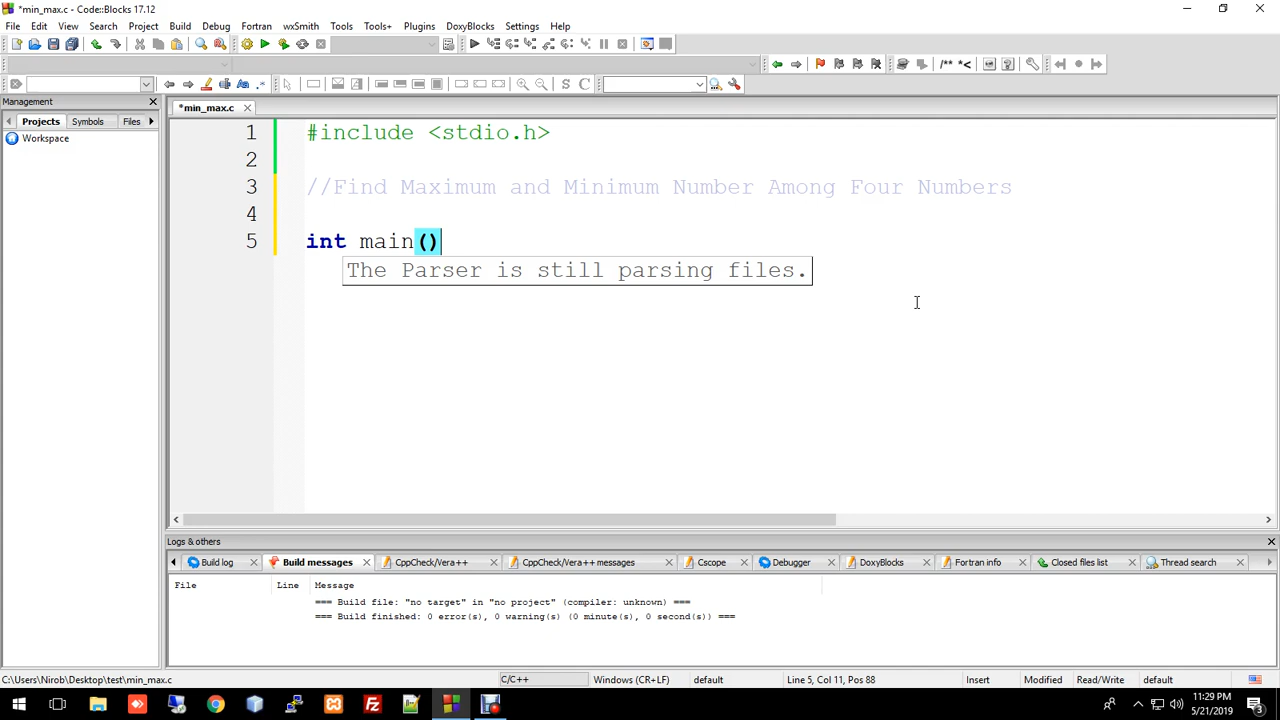 *min_max.c - Code::Blocks 17.12
File Edit View Search Project Build Debug Fortran wxSmith Tools Tools+ Plugins DoxyBlocks Settings Help
/** *<
S C
Management
Projects Symbols Files
Workspace
*min_max.c
1 #include <stdio.h>
2
3 //Find Maximum and Minimum Number Among Four Numbers
4
5 int main()
The Parser is still parsing files.
Logs & others
Build log Build messages CppCheck/Vera++ CppCheck/Vera++ messages Cscope Debugger DoxyBlocks Fortran info Closed files list Thread search
File Line Message
=== Build file: "no target" in "no project" (compiler: unknown) ===
=== Build finished: 0 error(s), 0 warning(s) (0 minute(s), 0 second(s)) ===
C:\Users\Nirob\Desktop\test\min_max.c C/C++ Windows (CR+LF) default Line 5, Col 11, Pos 88 Insert Modified Read/Write default
11:29 PM
5/21/2019
3